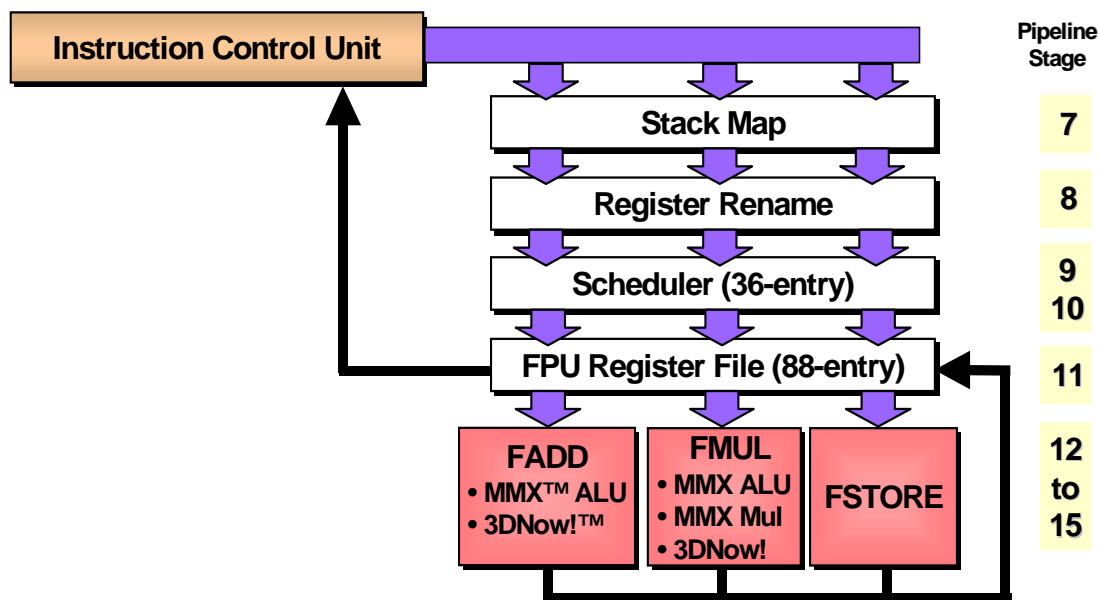 Instruction Control Unit
Pipeline
Stage
Stack Map
7
Register Rename
8
Scheduler (36-entry)
9
10
FPU Register File (88-entry)
11
FADD
• MMX™ ALU
• 3DNow!™
FMUL
• MMX ALU
• MMX Mul
• 3DNow!
FSTORE
12
to
15